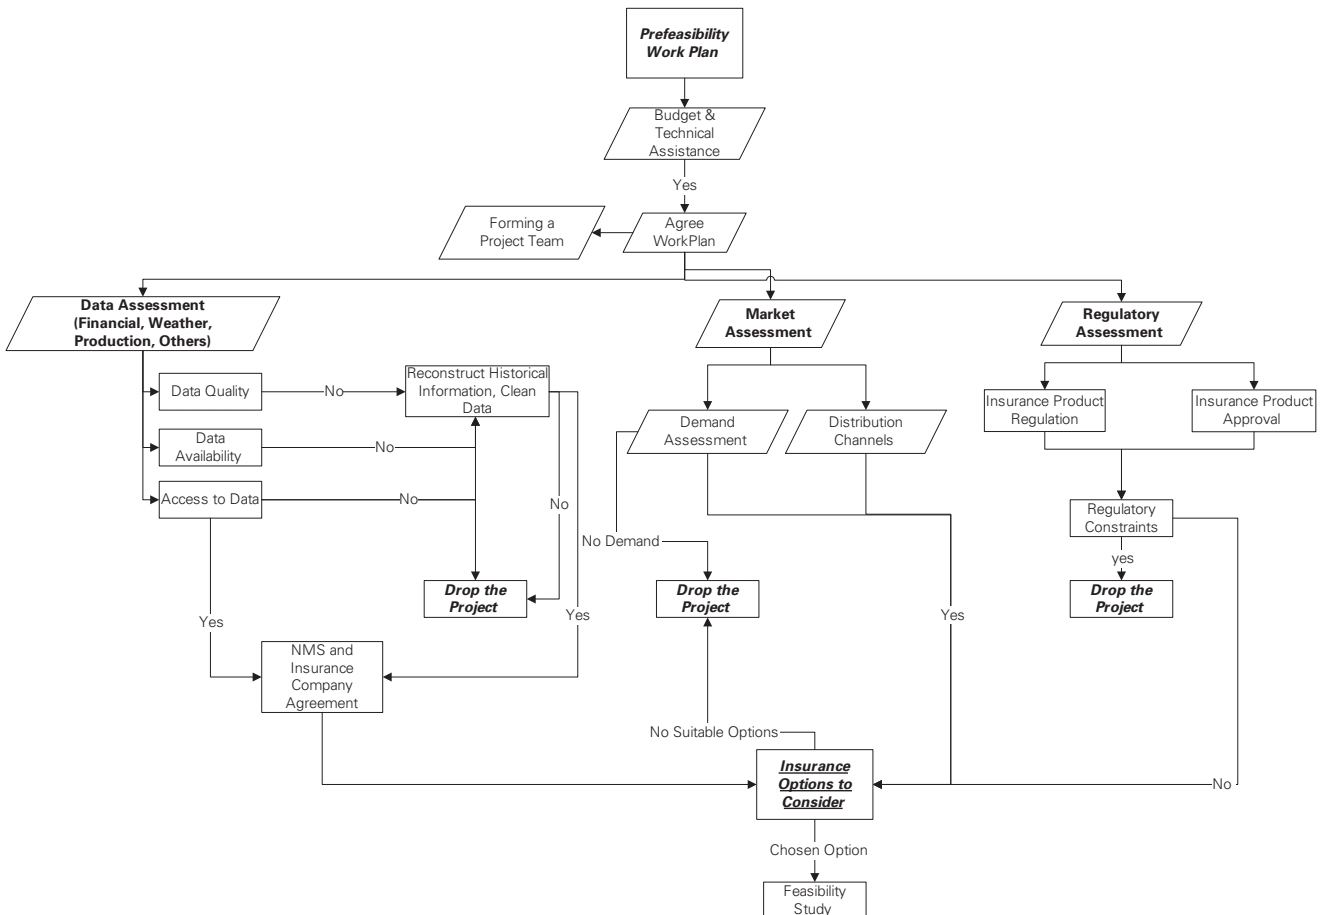 Prefeasibility
Work Plan
Budget &
Technical
Assistance
Yes
Forming a
Project Team
Agree
WorkPlan
Data Assessment
(Financial, Weather,
Production, Others)
Market
Assessment
Regulatory
Assessment
Data Quality
No
Reconstruct Historical
Information, Clean
Data
Data
Availability
No
Access to Data
No
No
Demand
Assessment
Distribution
Channels
Insurance Product
Regulation
Insurance Product
Approval
Regulatory
Constraints
No Demand
yes
Drop the
Project
Drop the
Project
Drop the
Project
Yes
Yes
Yes
NMS and
Insurance
Company
Agreement
No Suitable Options
Insurance
Options to
Consider
No
Chosen Option
Feasibility
Study